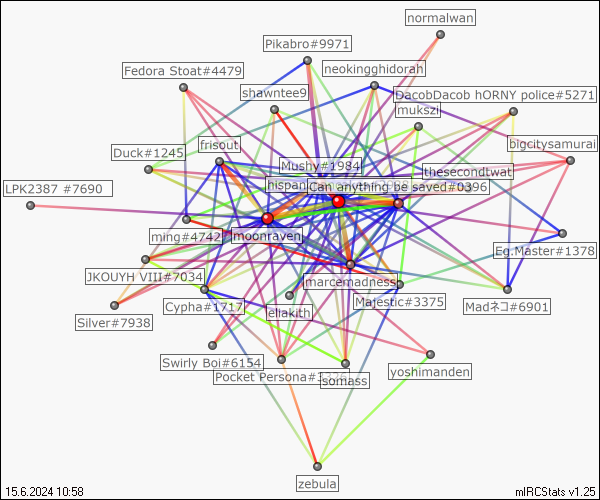 normalwan
Pikabro#9971
neokingghidorah
Fedora Stoat#4479
shawntee9
DacobDacob hORNY police#5271
mukszi
frisout
bigcitysamurai
Duck#1245
Mushy#1984
thesecondtwat
LPK2387 #7690
Can anything be saved#0396
ming#4742
moonraven
Eg.Master#1378
JKOUYH VIII#7034
marcemadness
Cypha#1717
Majestic#3375
Madネコ#6901
eliakith
Silver#7938
Swirly Boi#6154
yoshimanden
Pocket Persona
somass
zebula
15.6.2024 10:58
mIRCStats v1.25